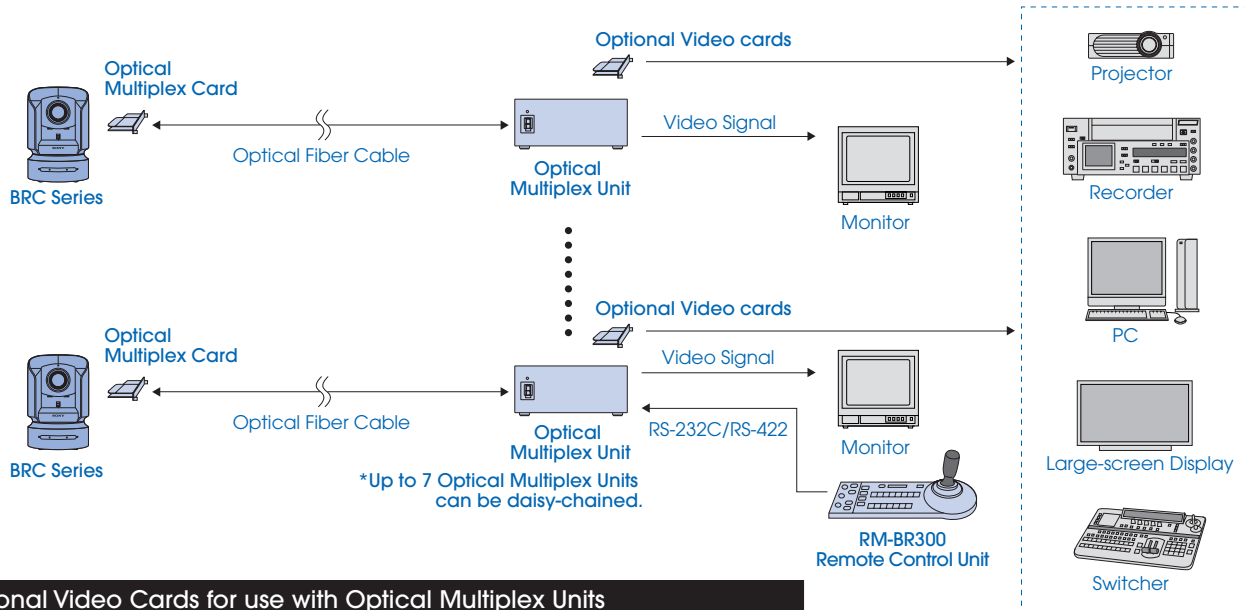 Optional Video cards
Optical
Multiplex Card
Projector
Video Signal
Optical Fiber Cable
Optical
Multiplex Unit
BRC Series
Recorder
Monitor
Optional Video cards
Optical
Multiplex Card
PC
Video Signal
Optical Fiber Cable
RS-232C/RS-422
Optical
Multiplex Unit
BRC Series
Monitor
Large-screen Display
*Up to 7 Optical Multiplex Units
can be daisy-chained.
RM-BR300
Remote Control Unit
Switcher
onal Video Cards for use with Optical Multiplex Units